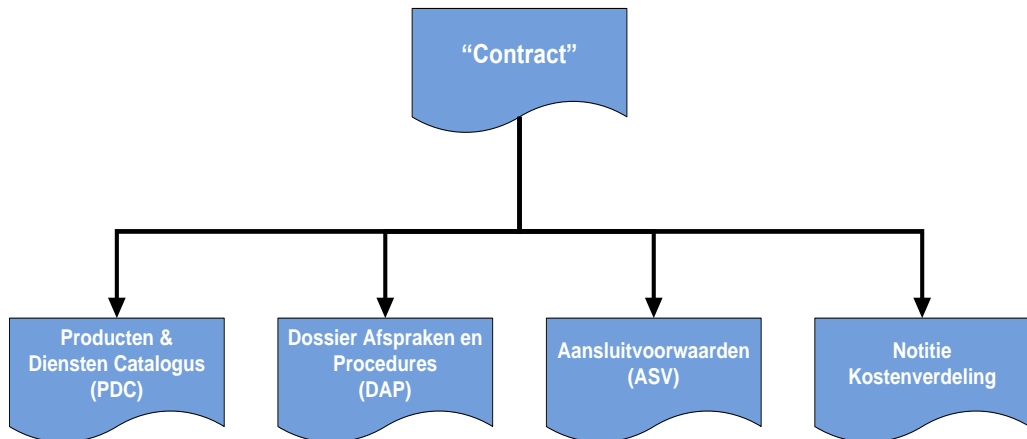 “Contract”
Producten &
Diensten Catalogus
(PDC)
Dossier Afspraken en
Procedures
(DAP)
Aansluitvoorwaarden
(ASV)
Notitie
Kostenverdeling